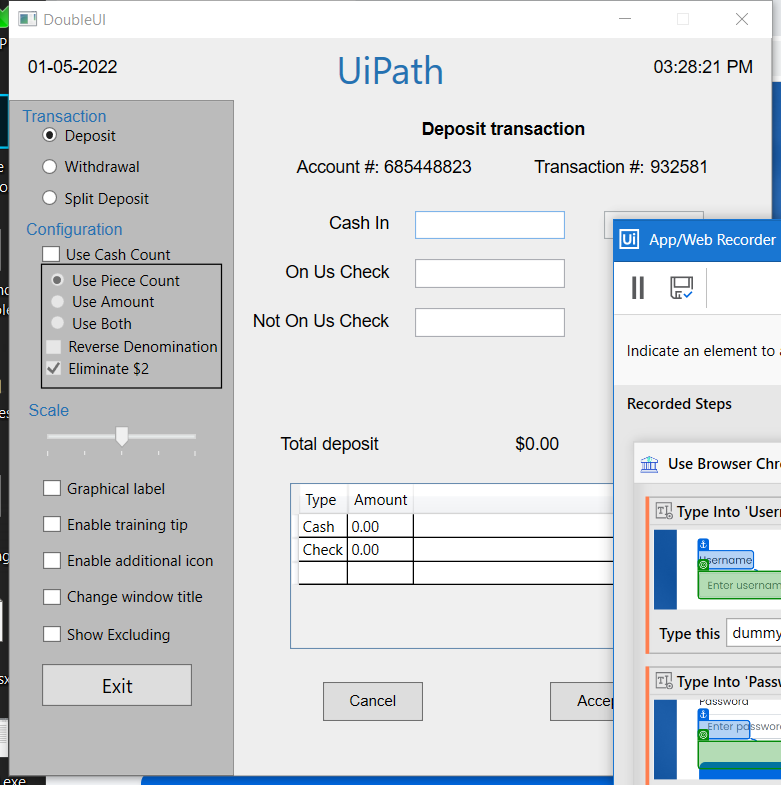 DoubleUI
01-05-2022
UiPath
03:28:21 PM
Transaction
Deposit
Withdrawal
Split Deposit
Configuration
Use Cash Count
Use Piece Count
Use Amount
Use Both
Reverse Denomination
Eliminate $2
Scale
Graphical label
Enable training tip
Enable additional icon
Change window title
Show Excluding
Exit
Deposit transaction
Account #: 685448823 Transaction #: 932581
Cash In
On Us Check
Not On Us Check
Total deposit $0.00
Type Amount
Cash 0.00
Check 0.00
Cancel
Accep
Ui App/Web Recorder
Indicate an element to
Recorded Steps
Use Browser Chr
Type Into 'User
Username
Enter usernam
Type this dummy
Type Into 'Passw
Password
Enter password
.exe